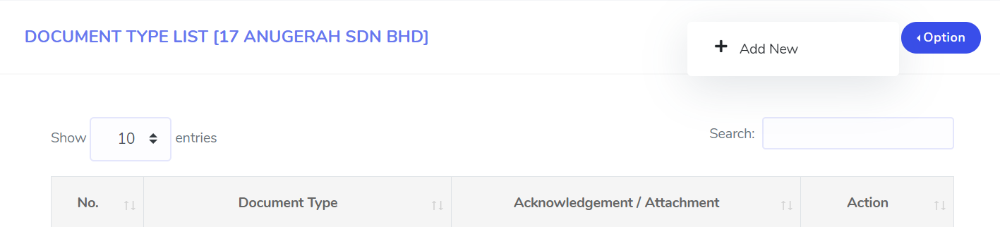 DOCUMENT TYPE LIST [17 ANUGERAH SDN BHD]
Add New
Option
Show 10 entries
Search:
No. Document Type Acknowledgement / Attachment Action